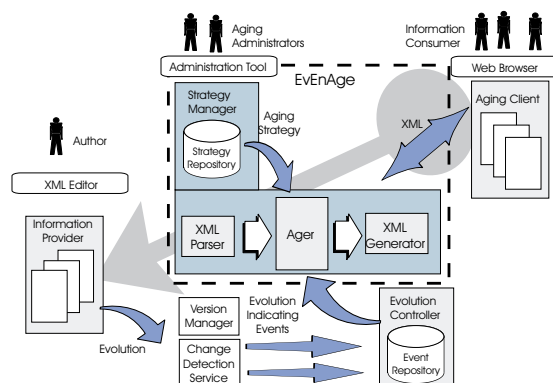 Aging
Administrators
Information
Consumer
Administration Tool
EvEnAge
Web Browser
Strategy
Manager
Aging
Strategy
Strategy
Repository
XML
Aging Client
Author
XML Editor
Information
Provider
XML
Parser
Ager
XML
Generator
Evolution
Version
Manager
Change
Detection
Service
Evolution
Indicating
Events
Evolution
Controller
Event
Repository